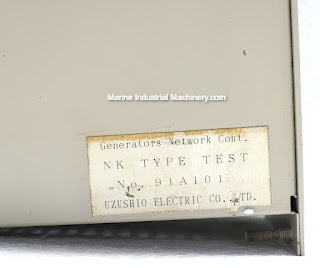 Marine Industrial Machinery.com
Generators Network Cont.
NK TYPE TEST
No. 91A101
UZUSHIO ELECTRIC CO., LTD.